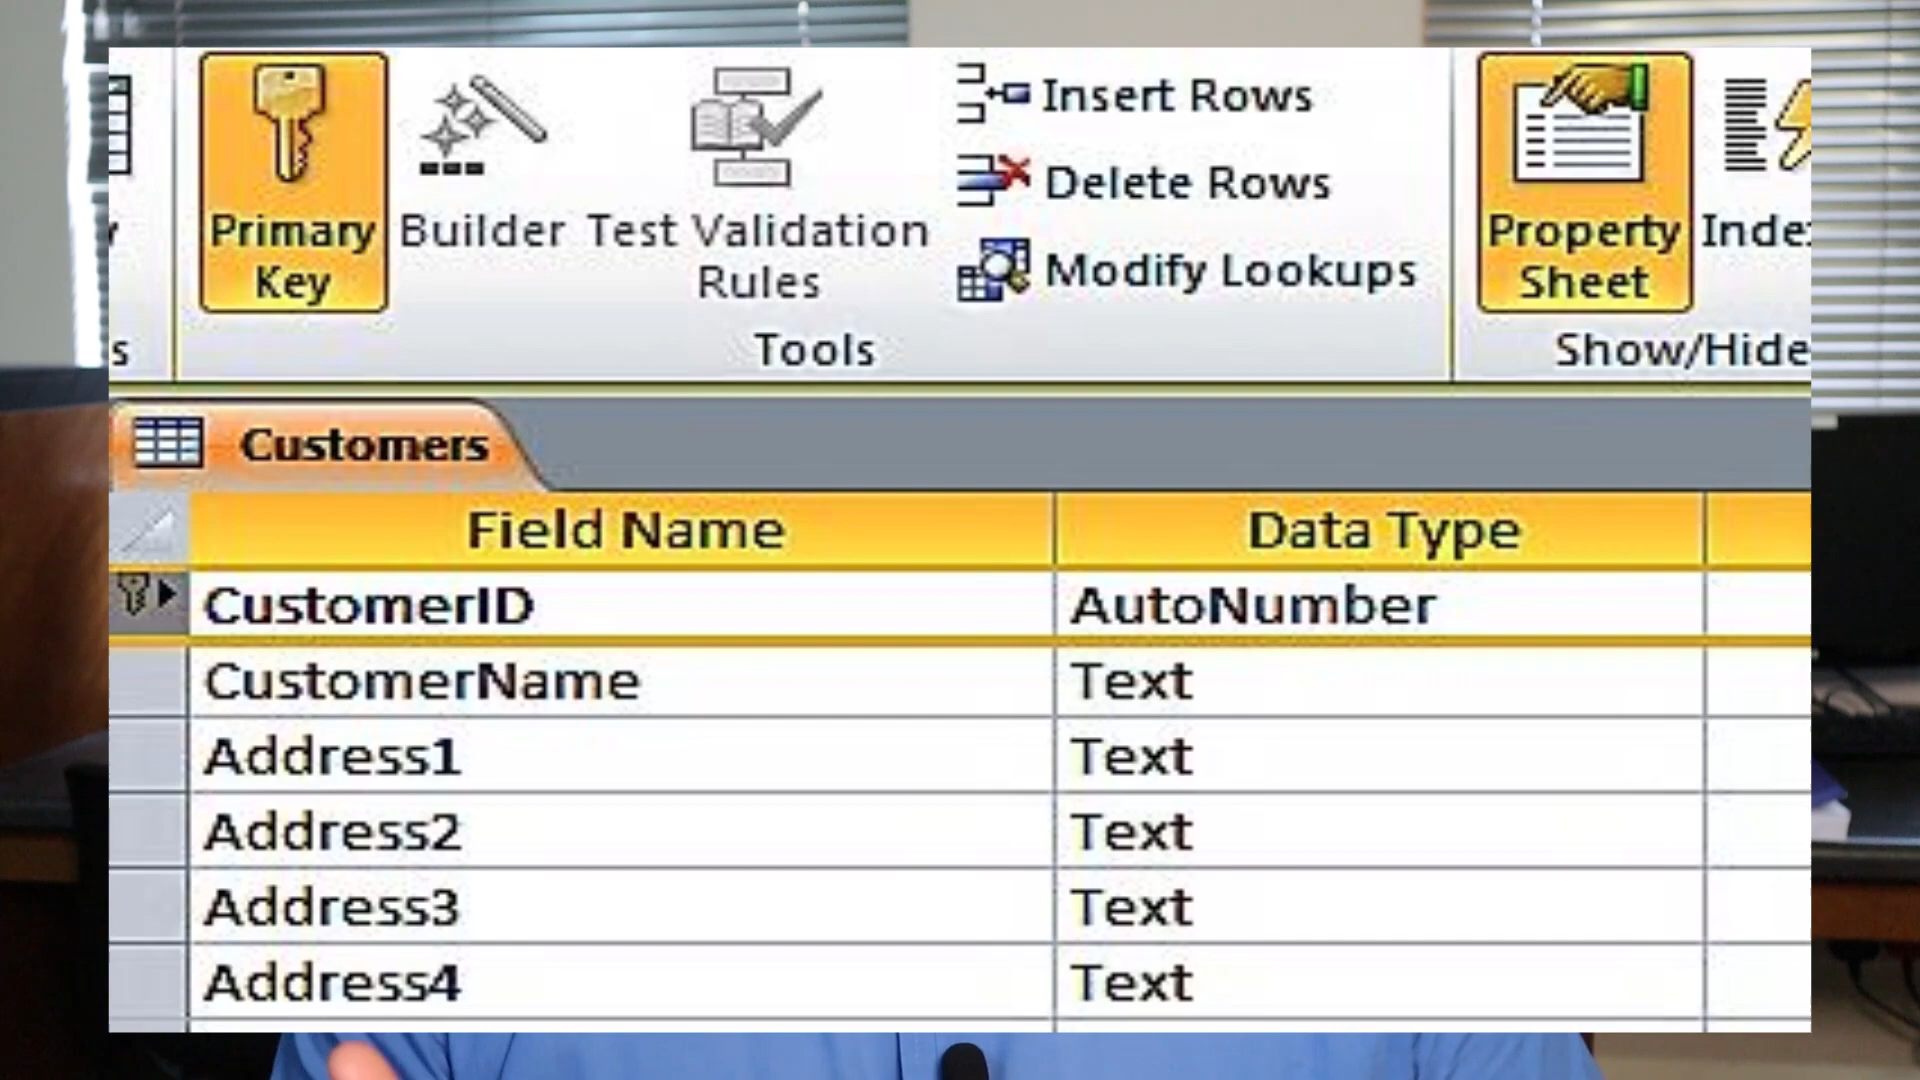 Primary Key
Builder
Test Validation Rules
Insert Rows
Delete Rows
Modify Lookups
Property Sheet
Tools
Show/Hide
Customers
Field Name Data Type
CustomerID AutoNumber
CustomerName Text
Address1 Text
Address2 Text
Address3 Text
Address4 Text